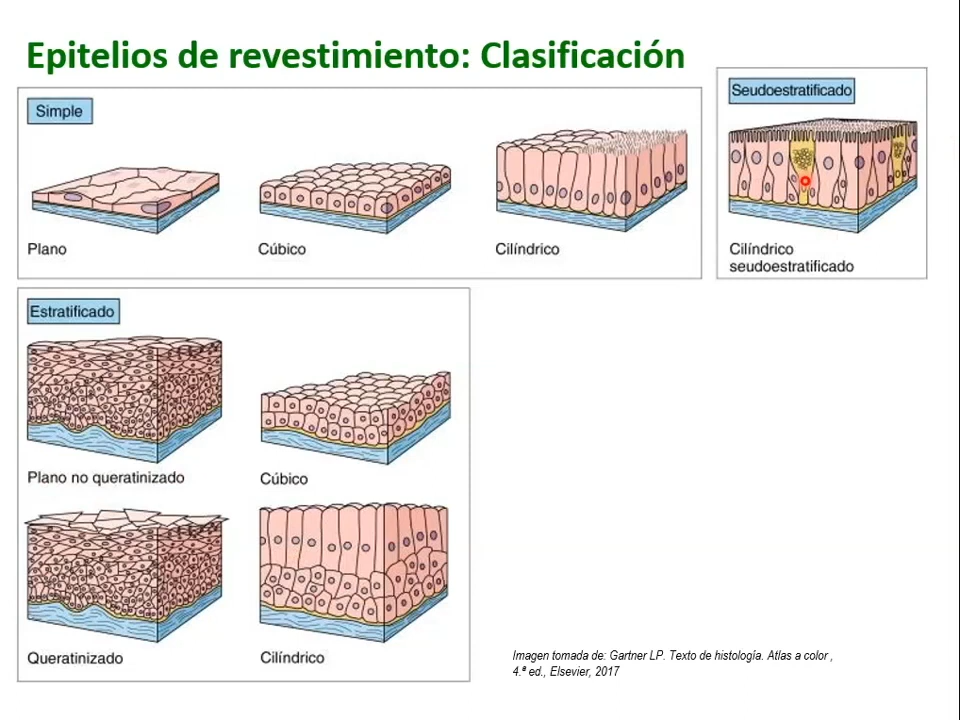 Epitelios de revestimiento: Clasificación
Simple
Plano
Cúbico
Cilíndrico
Seudoestratificado
Cilíndrico
seudoestratificado
Estratificado
Plano no queratinizado
Cúbico
Queratinizado
Cilíndrico
Imagen tomada de: Gartner LP. Texto de histología. Atlas a color ,
4.ª ed., Elsevier, 2017